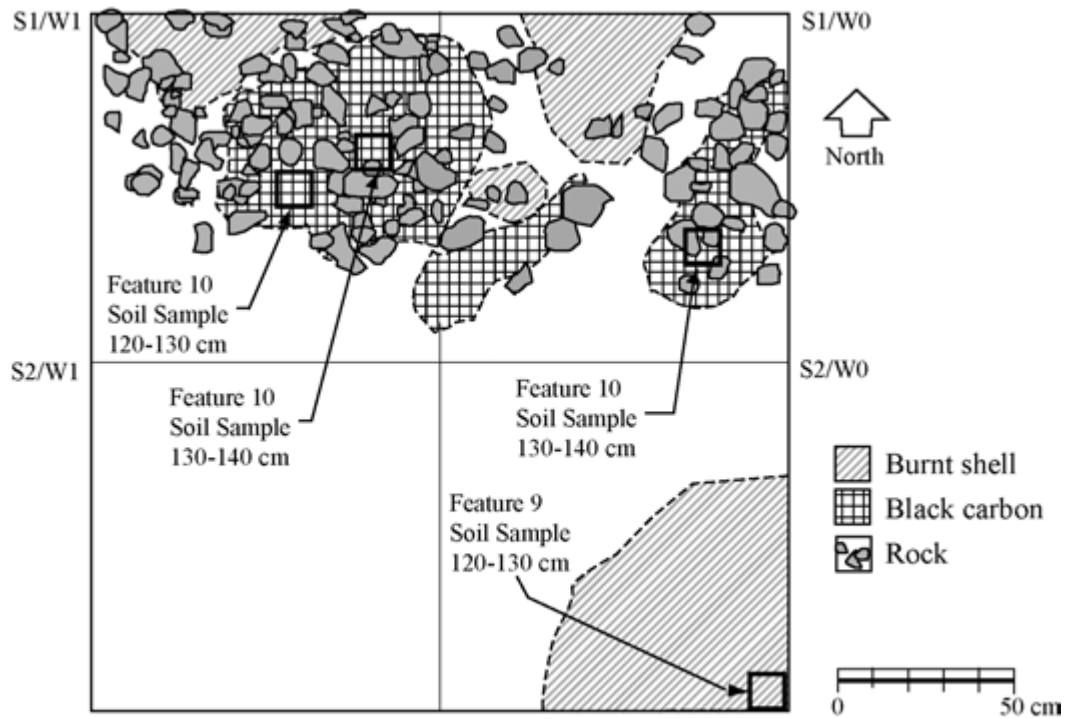 S1/W1
S1/W0
North
Feature 10
Soil Sample
120-130 cm
S2/W1
S2/W0
Feature 10
Soil Sample
130-140 cm
Feature 10
Soil Sample
130-140 cm
Feature 9
Soil Sample
120-130 cm
Burnt shell
Black carbon
Rock
0
50 cm